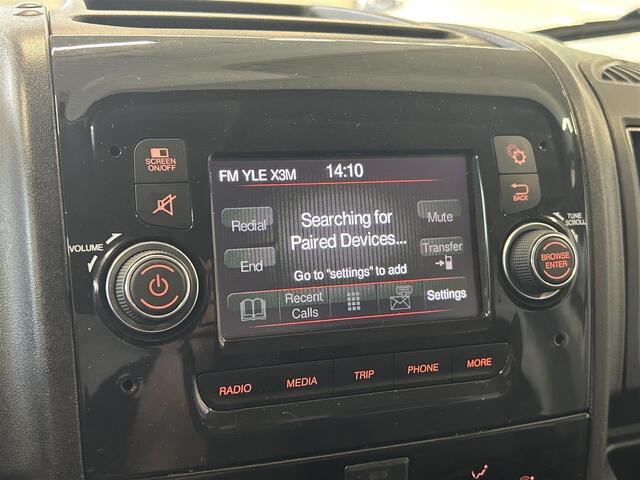 SCREEN
ON/OFF
FM YLE X3M
14:10
BACK
VOLUME
TUNE
SCROLL
Redial
Searching for
Paired Devices...
Mute
End
Transfer
BROWSE
ENTER
Go to "settings" to add
Recent
Calls
Settings
RADIO
MEDIA
TRIP
PHONE
MORE